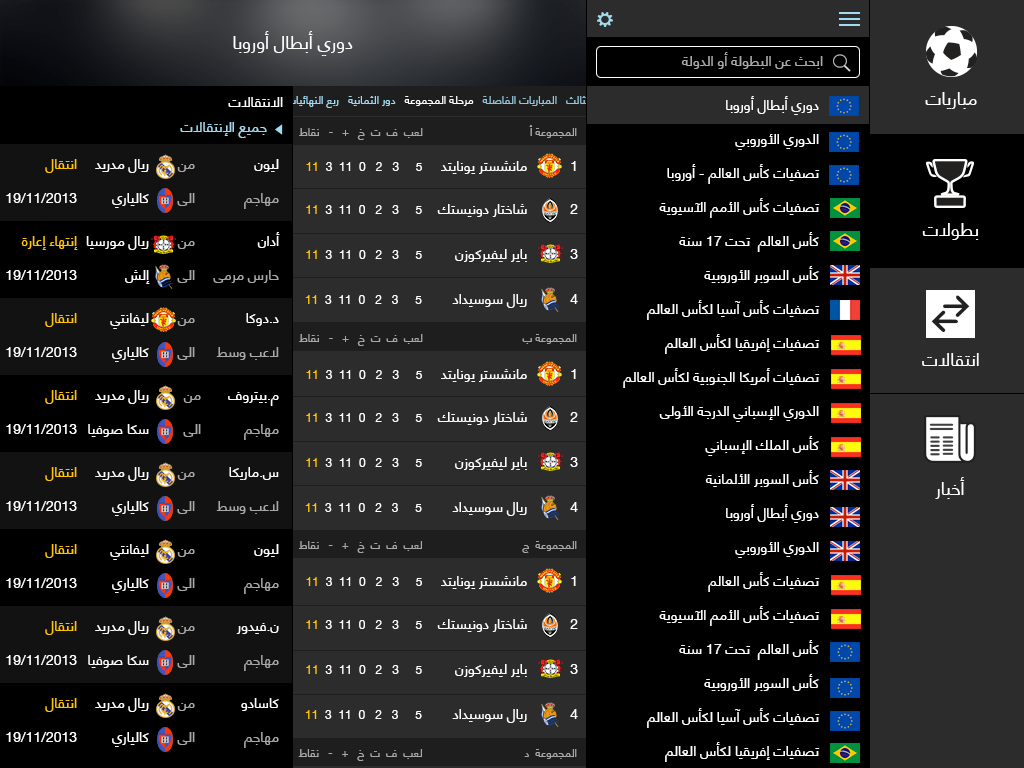 مباريات
بطولات
انتقالات
أخبار
ابحث عن البطولة أو الدولة
دوري أبطال أوروبا
الدوري الأوروبي
تصفيات كأس العالم - أوروبا
تصفيات كأس الأمم الآسيوية
كأس العالم تحت 17 سنة
كأس السوبر الأوروبية
تصفيات كأس آسيا لكأس العالم
تصفيات إفريقيا لكأس العالم
تصفيات أمريكا الجنوبية لكأس العالم
الدوري الإسباني الدرجة الأولى
كأس الملك الإسباني
كأس السوبر الألمانية
دوري أبطال أوروبا
الدوري الأوروبي
تصفيات كأس العالم
تصفيات كأس الأمم الآسيوية
كأس العالم تحت 17 سنة
كأس السوبر الأوروبية
تصفيات كأس آسيا لكأس العالم
تصفيات إفريقيا لكأس العالم
دوري أبطال أوروبا
ثالث المباريات الفاصلة مرحلة المجموعة دور الثمانية ربع النهائيات
المجموعة أ لعب ف ت خ + - نقاط
1 مانشستر يونايتد 5 3 2 0 11 3 11
2 شاختار دونيستك 5 3 2 0 11 3 11
3 باير ليفيركوزن 5 3 2 0 11 3 11
4 ريال سوسيداد 5 3 2 0 11 3 11
المجموعة ب لعب ف ت خ + - نقاط
1 مانشستر يونايتد 5 3 2 0 11 3 11
2 شاختار دونيستك 5 3 2 0 11 3 11
3 باير ليفيركوزن 5 3 2 0 11 3 11
4 ريال سوسيداد 5 3 2 0 11 3 11
المجموعة ج لعب ف ت خ + - نقاط
1 مانشستر يونايتد 5 3 2 0 11 3 11
2 شاختار دونيستك 5 3 2 0 11 3 11
3 باير ليفيركوزن 5 3 2 0 11 3 11
4 ريال سوسيداد 5 3 2 0 11 3 11
المجموعة د لعب ف ت خ + - نقاط
الانتقالات
جميع الإنتقالات
ليون من ريال مدريد انتقال
مهاجم الى كالياري 19/11/2013
أدان من ريال مورسيا إنتهاء إعارة
حارس مرمى الى إلش 19/11/2013
د.دوكا من ليفانتي انتقال
لاعب وسط الى كالياري 19/11/2013
م.بيتروف من ريال مدريد انتقال
مهاجم الى سكا صوفيا 19/11/2013
س.ماريكا من ريال مدريد انتقال
لاعب وسط الى كالياري 19/11/2013
ليون من ليفانتي انتقال
مهاجم الى كالياري 19/11/2013
ن.فيدور من ريال مدريد انتقال
مهاجم الى سكا صوفيا 19/11/2013
كاسادو من ريال مدريد انتقال
مهاجم الى كالياري 19/11/2013